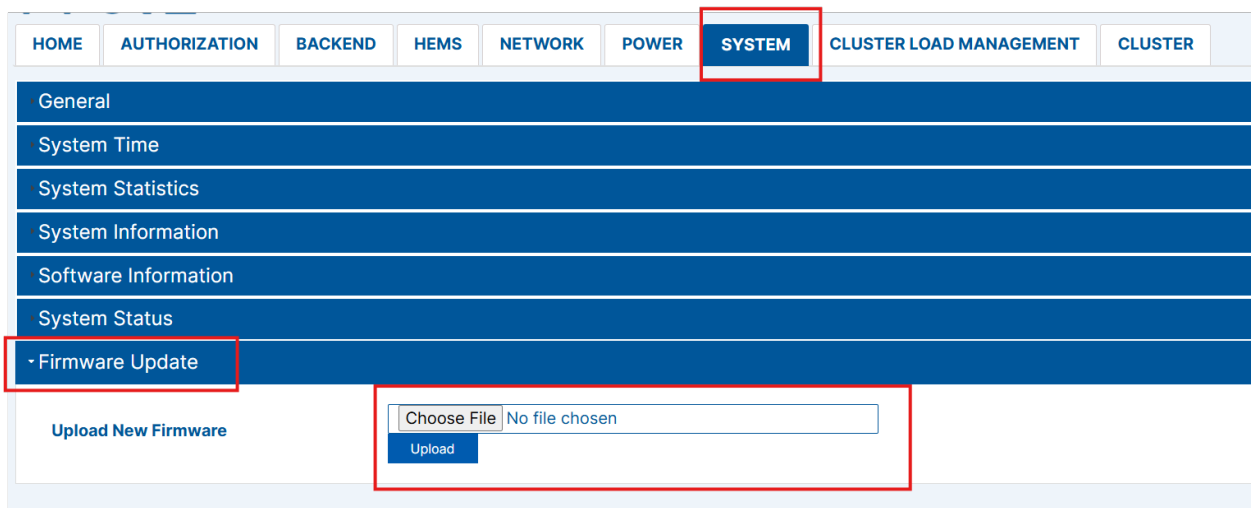 HOME AUTHORIZATION BACKEND HEMS NETWORK POWER SYSTEM CLUSTER LOAD MANAGEMENT CLUSTER
General
System Time
System Statistics
System Information
Software Information
System Status
Firmware Update
Upload New Firmware Choose File No file chosen
Upload